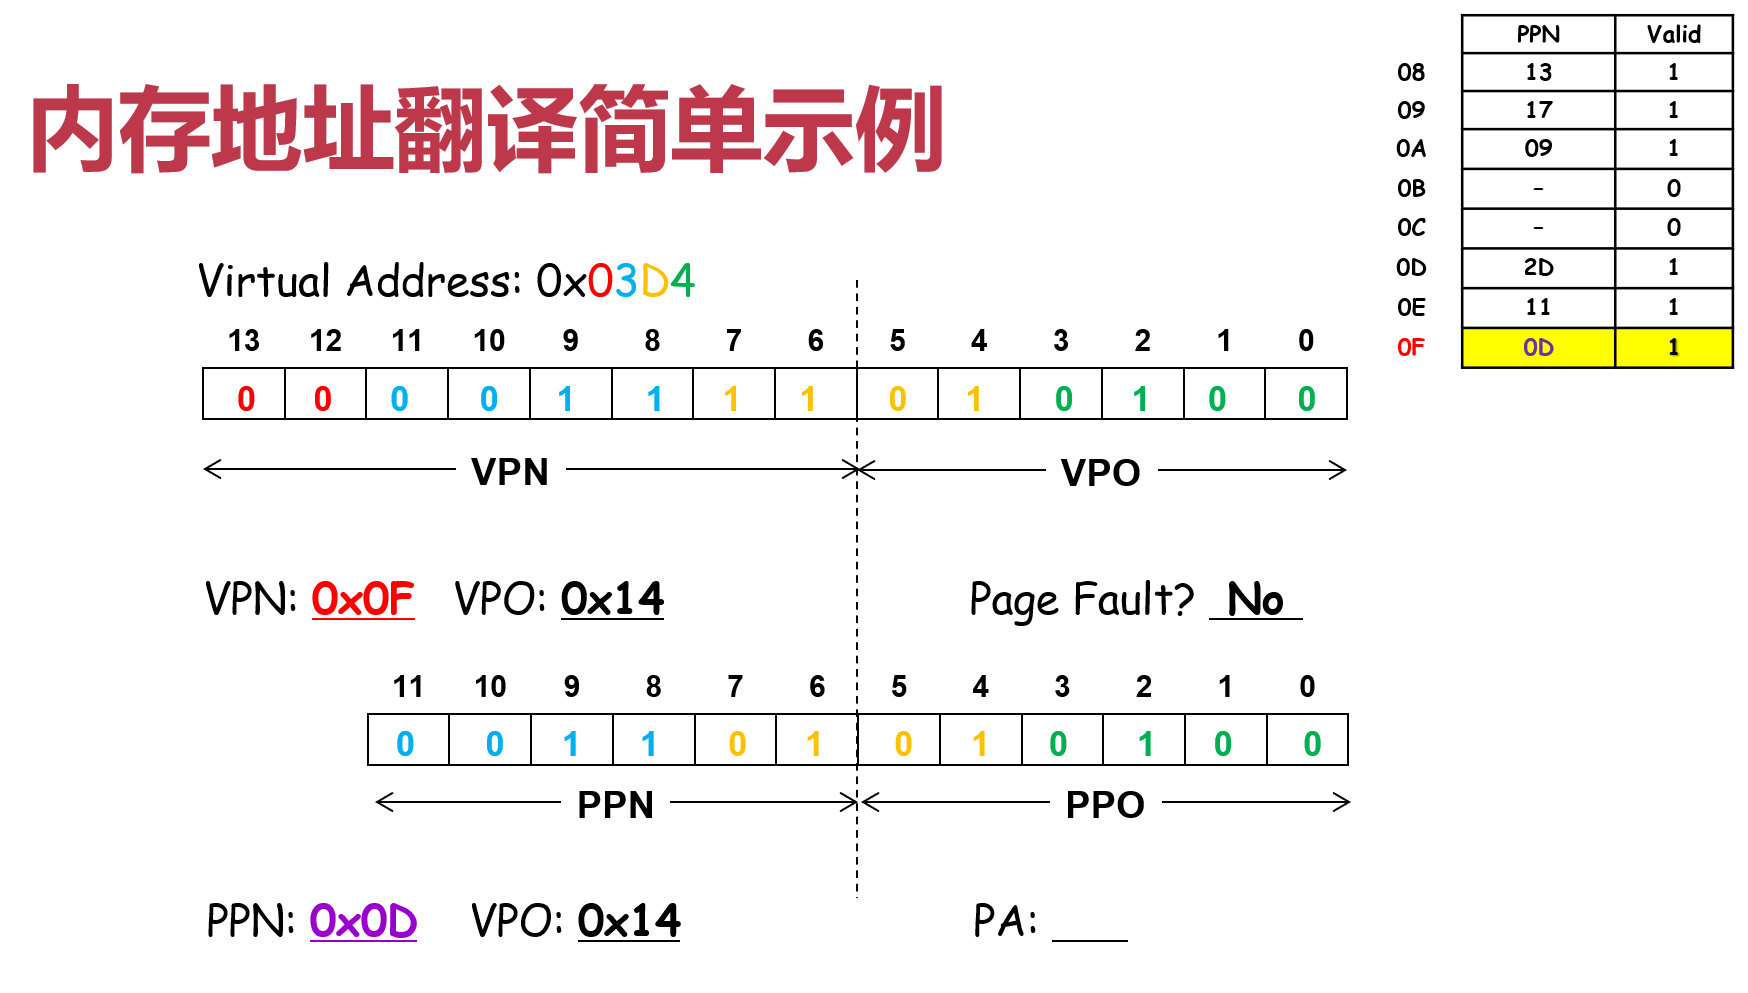 内存地址翻译简单示例
PPN Valid
08 13 1
09 17 1
0A 09 1
0B - 0
0C - 0
0D 2D 1
0E 11 1
0F 0D 1
Virtual Address: 0x03D4
13 12 11 10 9 8 7 6 5 4 3 2 1 0
0 0 0 0 1 1 1 1 0 1 0 1 0 0
VPN VPO
VPN: 0x0F VPO: 0x14 Page Fault? No
11 10 9 8 7 6 5 4 3 2 1 0
0 0 1 1 0 1 0 1 0 1 0 0
PPN PPO
PPN: 0x0D VPO: 0x14 PA: ___